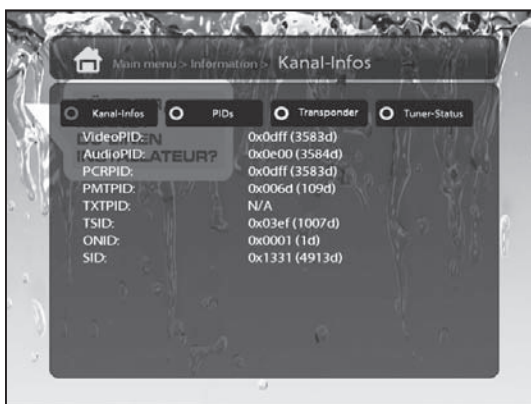 Main menu > Information > Kanal-Infos
Kanal-Infos PIDs Transponder Tuner-Status
VideoPID: 0x0dff (3583d)
AudioPID: 0x0e00 (3584d)
PCRPID: 0x0dff (3583d)
PMTPID: 0x006d (109d)
TXTPID: N/A
TSID: 0x03ef (1007d)
ONID: 0x0001 (1d)
SID: 0x1331 (4913d)